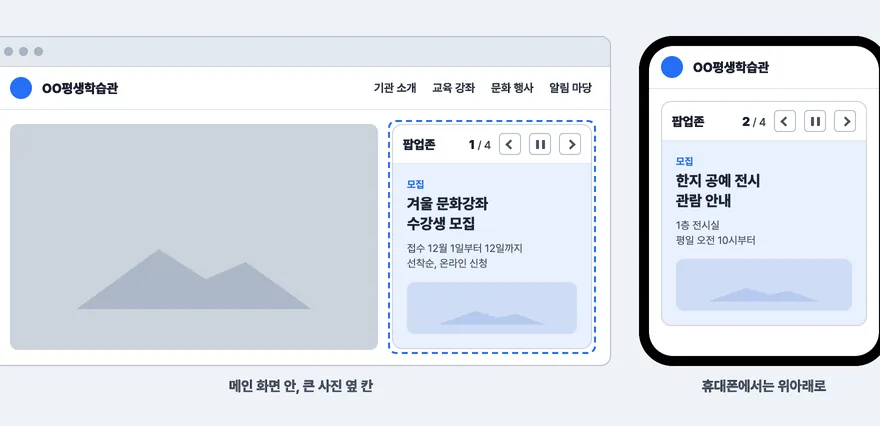 OO평생학습관
기관 소개 교육 강좌 문화 행사 알림 마당
팝업존 1 / 4
모집
겨울 문화강좌
수강생 모집
접수 12월 1일부터 12일까지
선착순, 온라인 신청
메인 화면 안, 큰 사진 옆 칸
OO평생학습관
팝업존 2 / 4
모집
한지 공예 전시
관람 안내
1층 전시실
평일 오전 10시부터
휴대폰에서는 위아래로